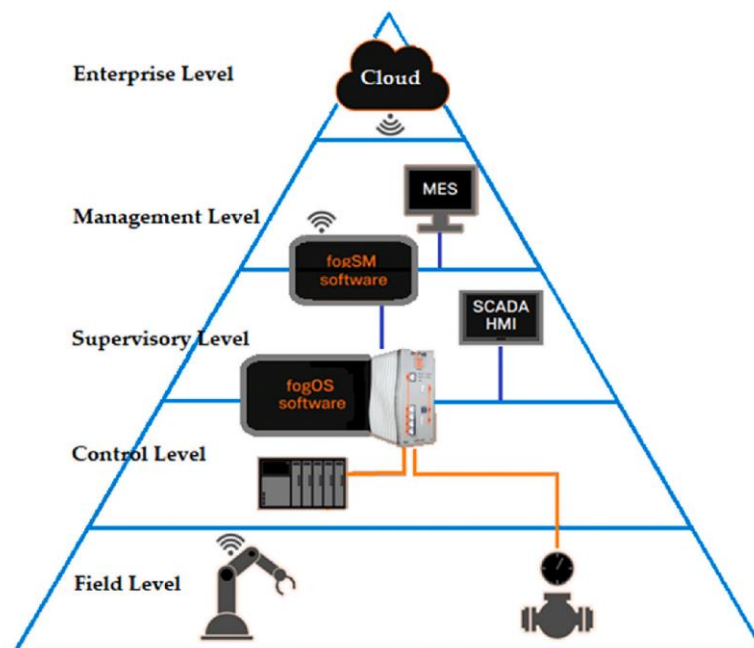 Enterprise Level
Cloud
Management Level
MES
fogSM
software
Supervisory Level
SCADA
HMI
fogOS
software
Control Level
Field Level